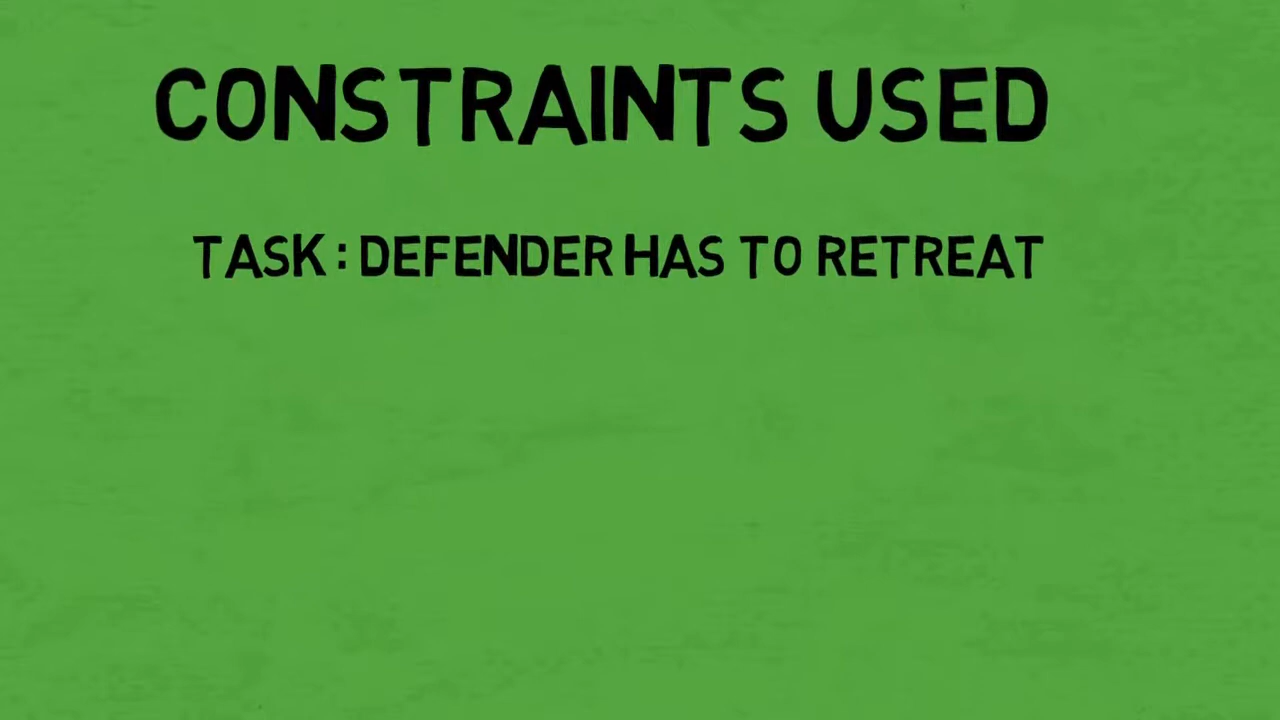 CONSTRAINTS USED
TASK : DEFENDER HAS TO RETREAT